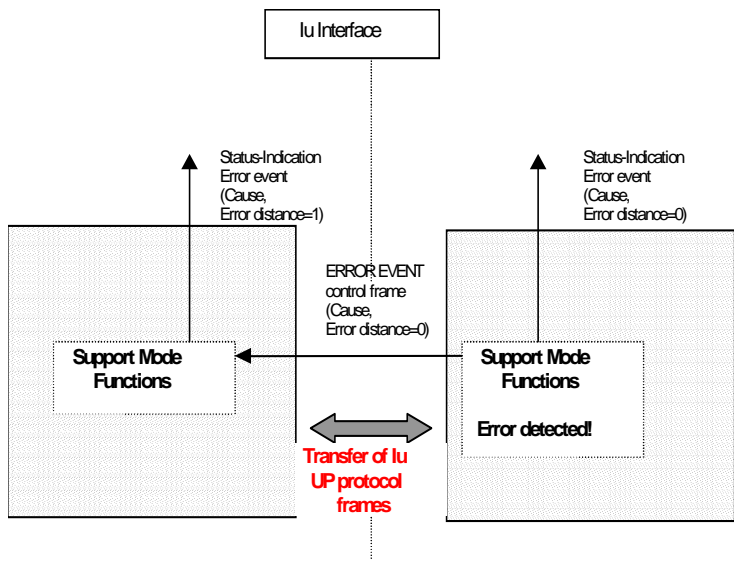 Iu Interface
Status-Indication
Error event
(Cause,
Error distance=1)
Status-Indication
Error event
(Cause,
Error distance=0)
ERROR EVENT
control frame
(Cause,
Error distance=0)
Support Mode
Functions
Support Mode
Functions
Error detected!
Transfer of Iu
UP protocol
frames